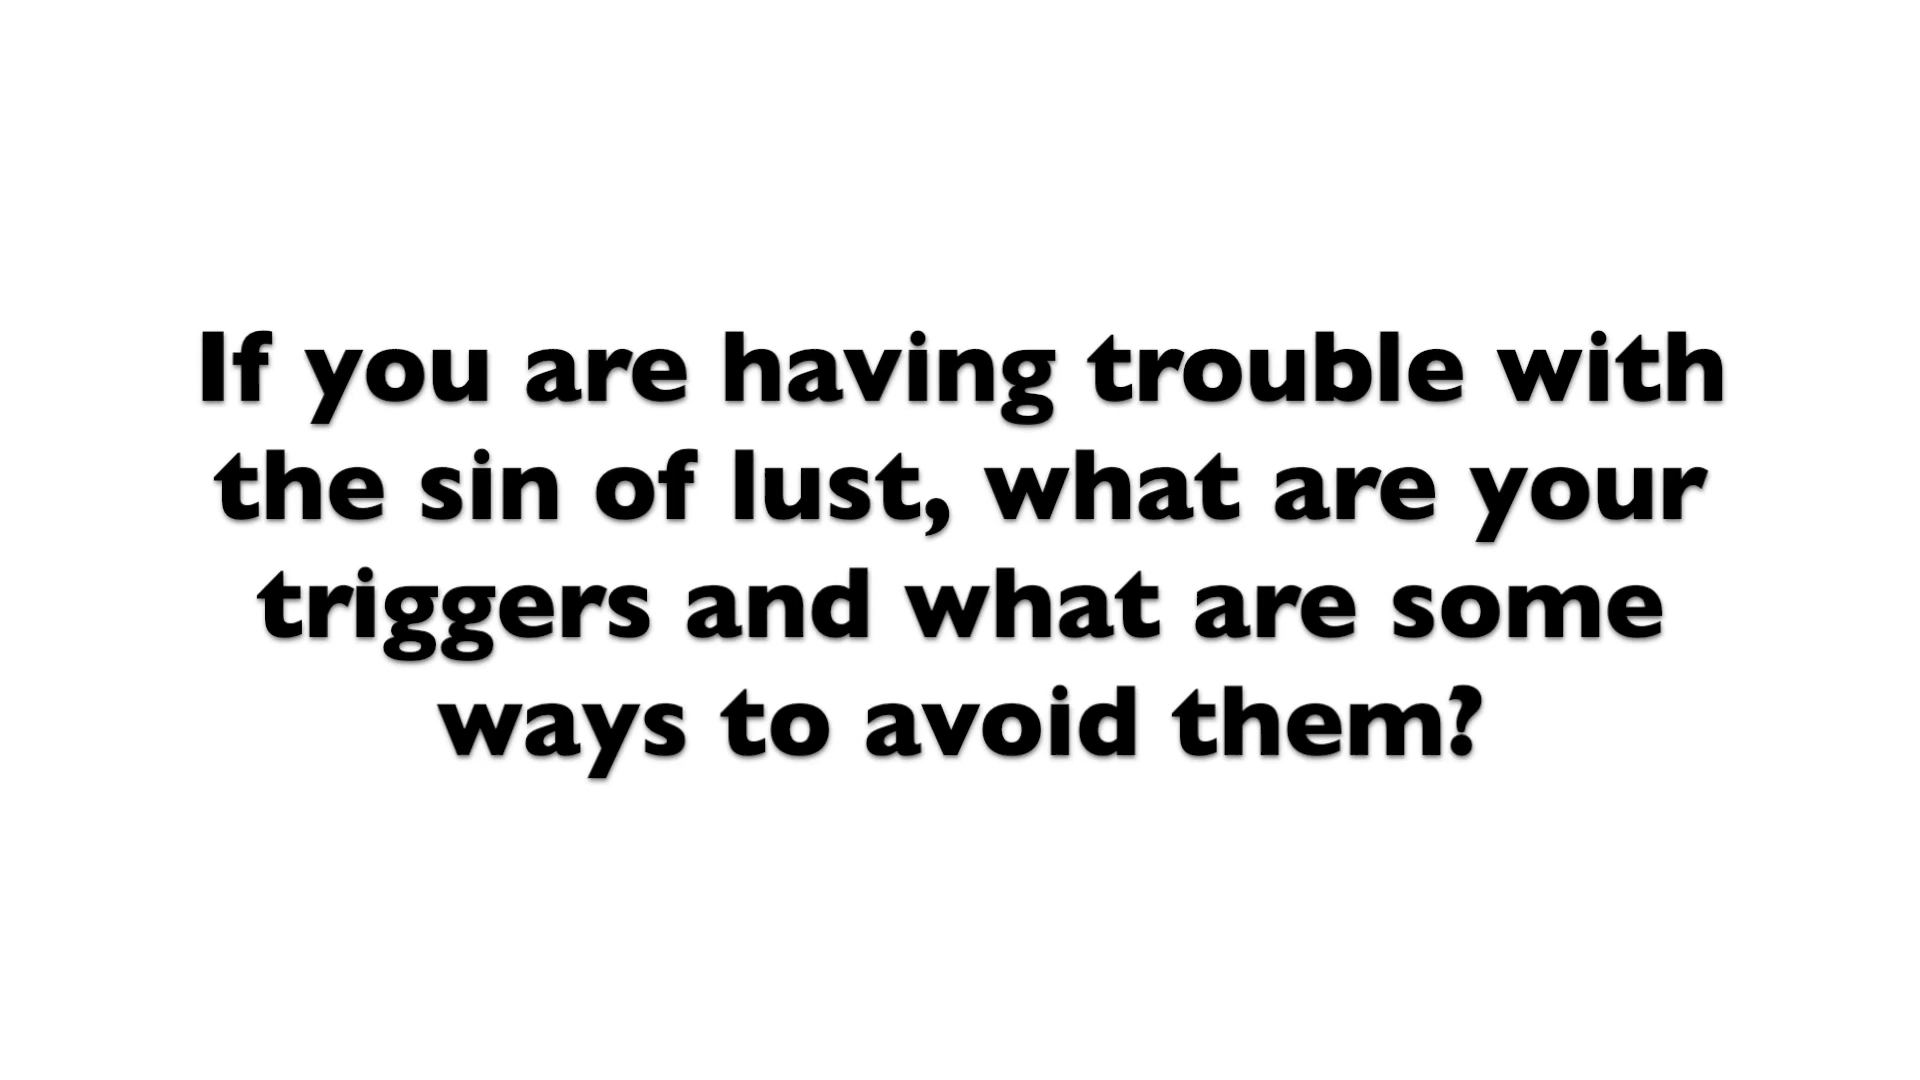 If you are having trouble with
the sin of lust, what are your
triggers and what are some
ways to avoid them?